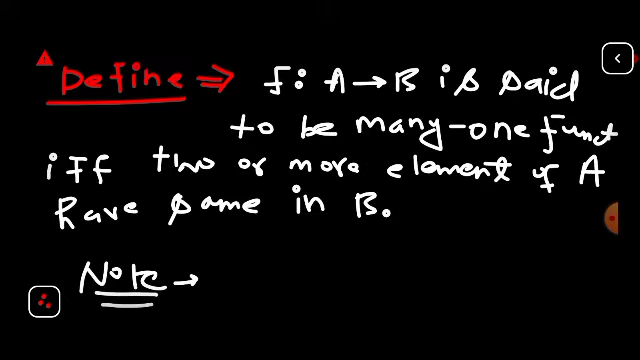 Define ⇒ f: A → B is said
to be many-one funct
iff two or more element of A
have same in B.
Note →